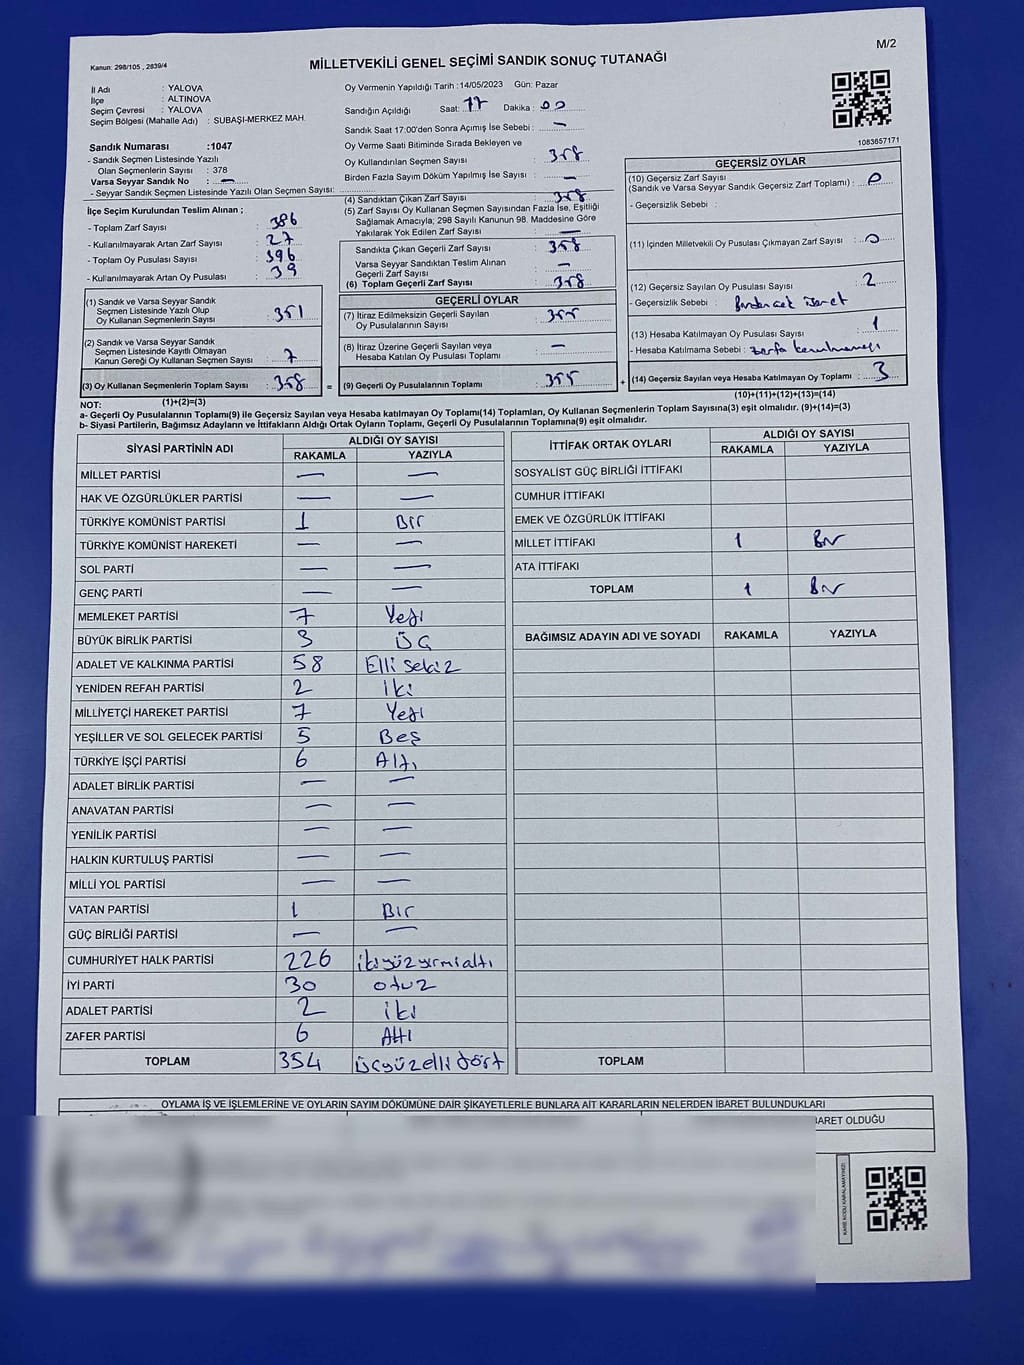 M/2
Kanun: 298/105 , 2839/4
MİLLETVEKİLİ GENEL SEÇİMİ SANDIK SONUÇ TUTANAĞI
İl Adı : YALOVA
İlçe : ALTINOVA
Seçim Çevresi : YALOVA
Seçim Bölgesi (Mahalle Adı) : SUBAŞI-MERKEZ MAH.
Sandık Numarası :1047
- Sandık Seçmen Listesinde Yazılı
Olan Seçmen Sayısı : 378
Varsa Seyyar Sandık No : —
- Seyyar Sandık Seçmen Listesinde Yazılı Olan Seçmen Sayısı:
İlçe Seçim Kurulundan Teslim Alınan ;
- Toplam Zarf Sayısı : 386
- Kullanılmayarak Artan Zarf Sayısı : 27
- Toplam Oy Pusulası Sayısı : 396
- Kullanılmayarak Artan Oy Pusulası : 39
(1) Sandık ve Varsa Seyyar Sandık
Seçmen Listesinde Yazılı Olup
Oy Kullanan Seçmenlerin Sayısı : 351
(2) Sandık ve Varsa Seyyar Sandık
Seçmen Listesinde Kayıtlı Olmayan
Kanun Gereği Oy Kullanan Seçmen Sayısı : 7
(3) Oy Kullanan Seçmenlerin Toplam Sayısı : 358
(1)+(2)=(3)
Oy Vermenin Yapıldığı Tarih :14/05/2023 Gün: Pazar
Sandığın Açıldığı Saat: 17 Dakika : 00
Sandık Saat 17:00'den Sonra Açmış İse Sebebi : —
Oy Verme Saati Bitiminde Sırada Bekleyen ve
Oy Kullandırılan Seçmen Sayısı : 358
Birden Fazla Sayım Döküm Yapılmış İse Sayısı : —
(4) Sandıktan Çıkan Zarf Sayısı : 358
(5) Zarf Sayısı Oy Kullanan Seçmen Sayısından Fazla İse, Eşitliği
Sağlamak Amacıyla; 298 Sayılı Kanunun 98. Maddesine Göre
Yakılarak Yok Edilen Zarf Sayısı : —
Sandıkta Çıkan Geçerli Zarf Sayısı : 358
Varsa Seyyar Sandıktan Teslim Alınan
Geçerli Zarf Sayısı : —
(6) Toplam Geçerli Zarf Sayısı : 358
GEÇERLİ OYLAR
(7) İtiraz Edilmeksizin Geçerli Sayılan
Oy Pusulalarının Sayısı : 355
(8) İtiraz Üzerine Geçerli Sayılan veya
Hesaba Katılan Oy Pusulası Toplamı : —
= (9) Geçerli Oy Pusulalarının Toplamı : 355 +
1083657171
GEÇERSİZ OYLAR
(10) Geçersiz Zarf Sayısı
(Sandık ve Varsa Seyyar Sandık Geçersiz Zarf Toplamı) : 0
- Geçersizlik Sebebi :
(11) İçinden Milletvekili Oy Pusulası Çıkmayan Zarf Sayısı : 0
(12) Geçersiz Sayılan Oy Pusulası Sayısı : 2
- Geçersizlik Sebebi : işaret
(13) Hesaba Katılmayan Oy Pusulası Sayısı : 1
- Hesaba Katılmama Sebebi : zarfa
(14) Geçersiz Sayılan veya Hesaba Katılmayan Oy Toplamı : 3
(10)+(11)+(12)+(13)=(14)
NOT:
a- Geçerli Oy Pusulalarının Toplamı(9) ile Geçersiz Sayılan veya Hesaba katılmayan Oy Toplamı(14) Toplamları, Oy Kullanan Seçmenlerin Toplam Sayısına(3) eşit olmalıdır. (9)+(14)=(3)
b- Siyasi Partilerin, Bağımsız Adayların ve İttifakların Aldığı Ortak Oyların Toplamı, Geçerli Oy Pusulalarının Toplamına(9) eşit olmalıdır.
SİYASİ PARTİNİN ADI ALDIĞI OY SAYISI
RAKAMLA YAZIYLA
MİLLET PARTİSİ — —
HAK VE ÖZGÜRLÜKLER PARTİSİ — —
TÜRKİYE KOMÜNİST PARTİSİ 1 Bir
TÜRKİYE KOMÜNİST HAREKETİ — —
SOL PARTİ — —
GENÇ PARTİ — —
MEMLEKET PARTİSİ 7 Yedi
BÜYÜK BİRLİK PARTİSİ 3 ÜÇ
ADALET VE KALKINMA PARTİSİ 58 Elli sekiz
YENİDEN REFAH PARTİSİ 2 İki
MİLLİYETÇİ HAREKET PARTİSİ 7 Yedi
YEŞİLLER VE SOL GELECEK PARTİSİ 5 Beş
TÜRKİYE İŞÇİ PARTİSİ 6 Altı
ADALET BİRLİK PARTİSİ — —
ANAVATAN PARTİSİ — —
YENİLİK PARTİSİ — —
HALKIN KURTULUŞ PARTİSİ — —
MİLLİ YOL PARTİSİ — —
VATAN PARTİSİ 1 Bir
GÜÇ BİRLİĞİ PARTİSİ — —
CUMHURİYET HALK PARTİSİ 226 ikiyüzyirmialtı
İYİ PARTİ 30 otuz
ADALET PARTİSİ 2 iki
ZAFER PARTİSİ 6 Altı
TOPLAM 354 üçyüzelli dört
İTTİFAK ORTAK OYLARI ALDIĞI OY SAYISI
RAKAMLA YAZIYLA
SOSYALİST GÜÇ BİRLİĞİ İTTİFAKI
CUMHUR İTTİFAKI
EMEK VE ÖZGÜRLÜK İTTİFAKI
MİLLET İTTİFAKI 1 Bir
ATA İTTİFAKI
TOPLAM 1 Bir
BAĞIMSIZ ADAYIN ADI VE SOYADI RAKAMLA YAZIYLA
TOPLAM
OYLAMA İŞ VE İŞLEMLERİNE VE OYLARIN SAYIM DÖKÜMÜNE DAİR ŞİKAYETLERLE BUNLARA AİT KARARLARIN NELERDEN İBARET BULUNDUKLARI
BARET OLDUĞU
KARE KODU KARALAMAYINIZ!